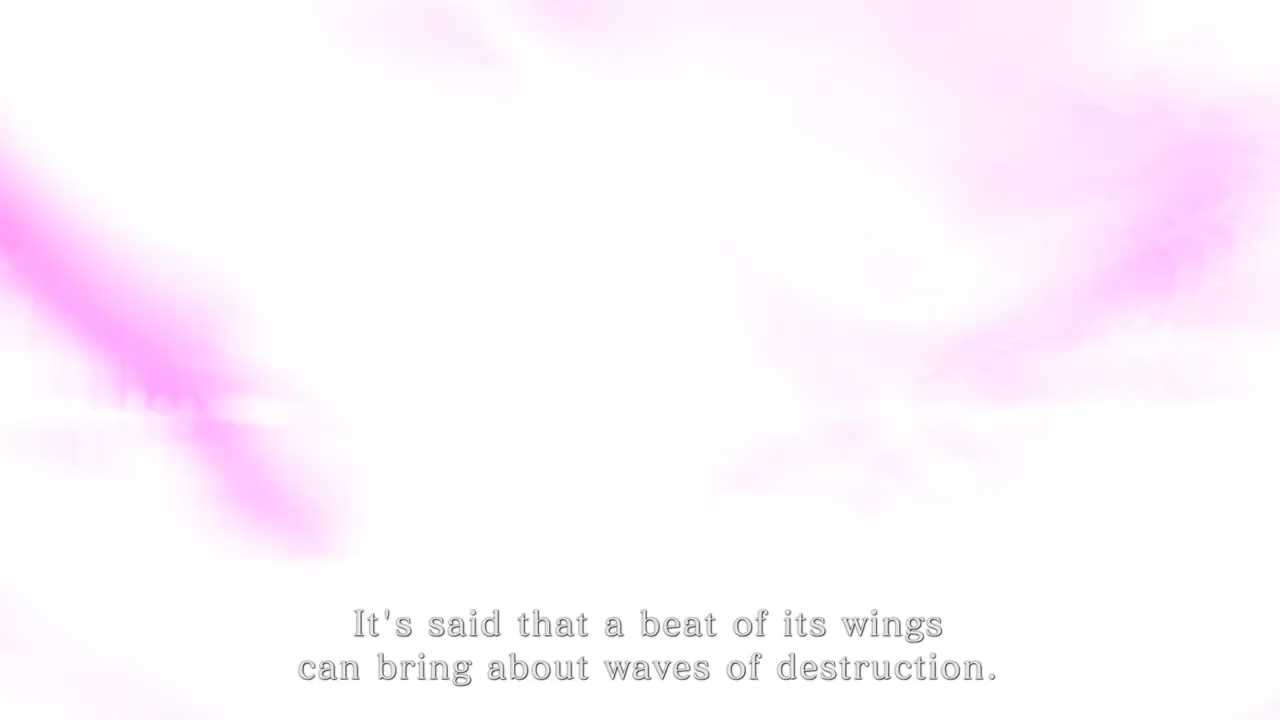 It's said that a beat of its wings
can bring about waves of destruction.